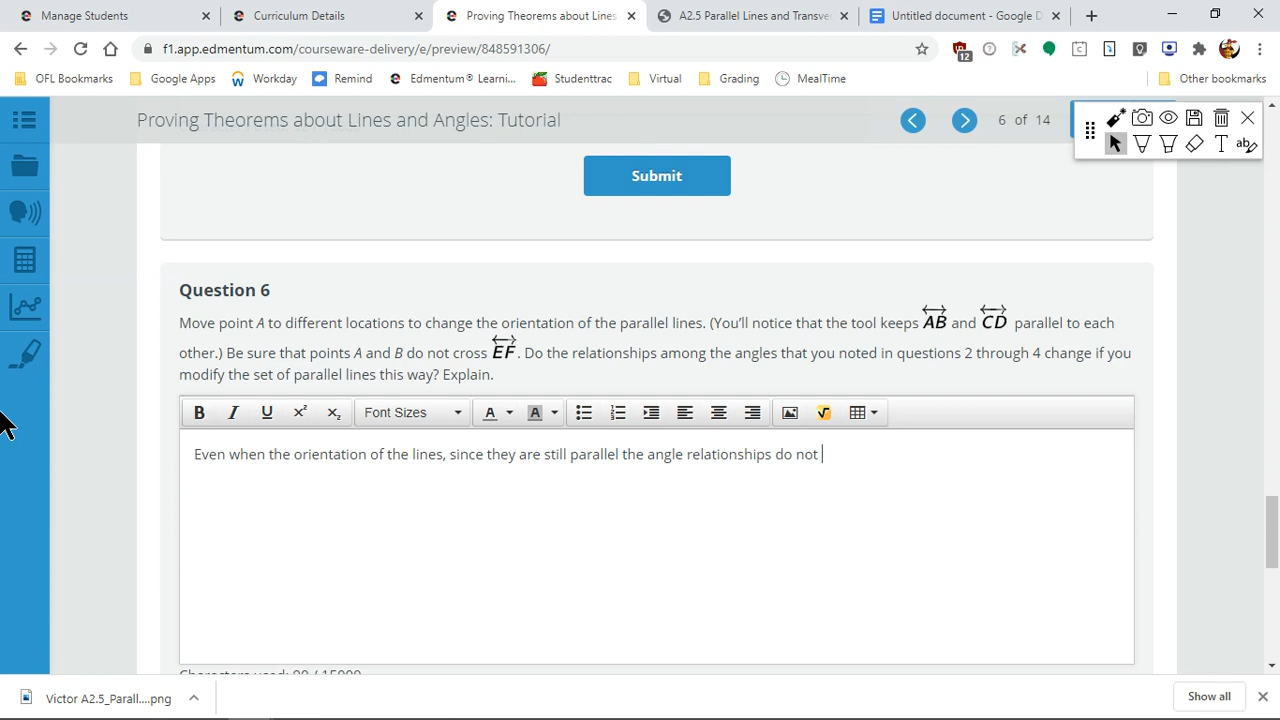 Manage Students
Curriculum Details
Proving Theorems about Lines
A2.5 Parallel Lines and Transver
Untitled document - Google D
f1.app.edmentum.com/courseware-delivery/e/preview/848591306/
12
OFL Bookmarks
Google Apps
Workday
Remind
Edmentum® Learni...
Studenttrac
Virtual
Grading
MealTime
Other bookmarks
Proving Theorems about Lines and Angles: Tutorial
6 of 14
Submit
Question 6
Move point A to different locations to change the orientation of the parallel lines. (You'll notice that the tool keeps AB and CD parallel to each
other.) Be sure that points A and B do not cross EF. Do the relationships among the angles that you noted in questions 2 through 4 change if you
modify the set of parallel lines this way? Explain.
B I U x² x₂ Font Sizes A A
Even when the orientation of the lines, since they are still parallel the angle relationships do not
Characters used: 99 / 15000
Victor A2.5_Parall....png
Show all